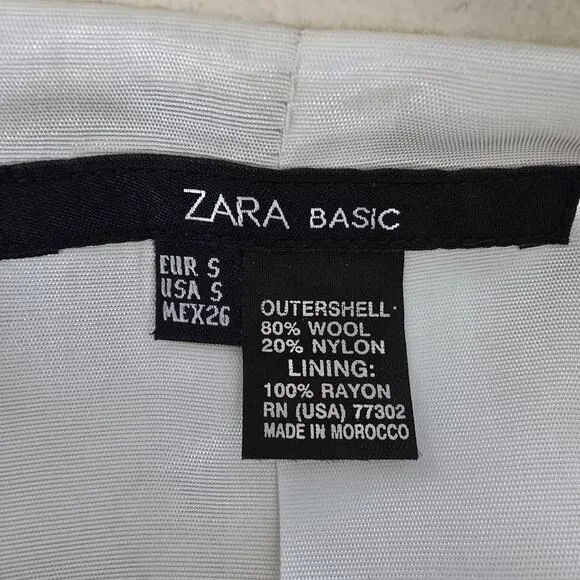 ZARA BASIC
EUR S
USA S
MEX26
OUTERSHELL:
80% WOOL
20% NYLON
LINING:
100% RAYON
RN (USA) 77302
MADE IN MOROCCO